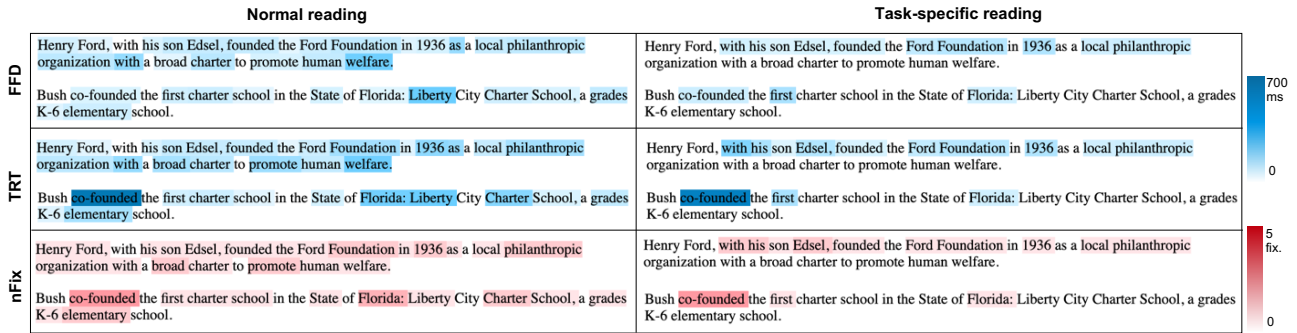 Normal reading
Task-specific reading
FFD
Henry Ford, with his son Edsel, founded the Ford Foundation in 1936 as a local philanthropic
organization with a broad charter to promote human welfare.
Bush co-founded the first charter school in the State of Florida: Liberty City Charter School, a grades
K-6 elementary school.
Henry Ford, with his son Edsel, founded the Ford Foundation in 1936 as a local philanthropic
organization with a broad charter to promote human welfare.
Bush co-founded the first charter school in the State of Florida: Liberty City Charter School, a grades
K-6 elementary school.
TRT
Henry Ford, with his son Edsel, founded the Ford Foundation in 1936 as a local philanthropic
organization with a broad charter to promote human welfare.
Bush co-founded the first charter school in the State of Florida: Liberty City Charter School, a grades
K-6 elementary school.
Henry Ford, with his son Edsel, founded the Ford Foundation in 1936 as a local philanthropic
organization with a broad charter to promote human welfare.
Bush co-founded the first charter school in the State of Florida: Liberty City Charter School, a grades
K-6 elementary school.
nFix
Henry Ford, with his son Edsel, founded the Ford Foundation in 1936 as a local philanthropic
organization with a broad charter to promote human welfare.
Bush co-founded the first charter school in the State of Florida: Liberty City Charter School, a grades
K-6 elementary school.
Henry Ford, with his son Edsel, founded the Ford Foundation in 1936 as a local philanthropic
organization with a broad charter to promote human welfare.
Bush co-founded the first charter school in the State of Florida: Liberty City Charter School, a grades
K-6 elementary school.
700
ms
0
5
fix.
0